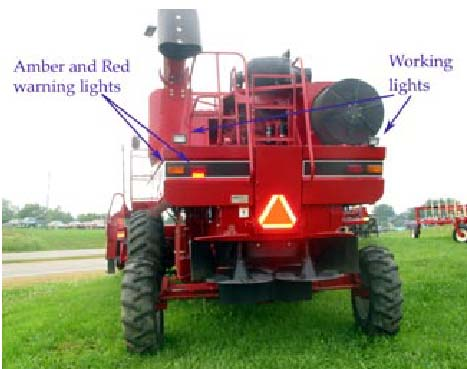 Amber and Red
warning lights
Working
lights